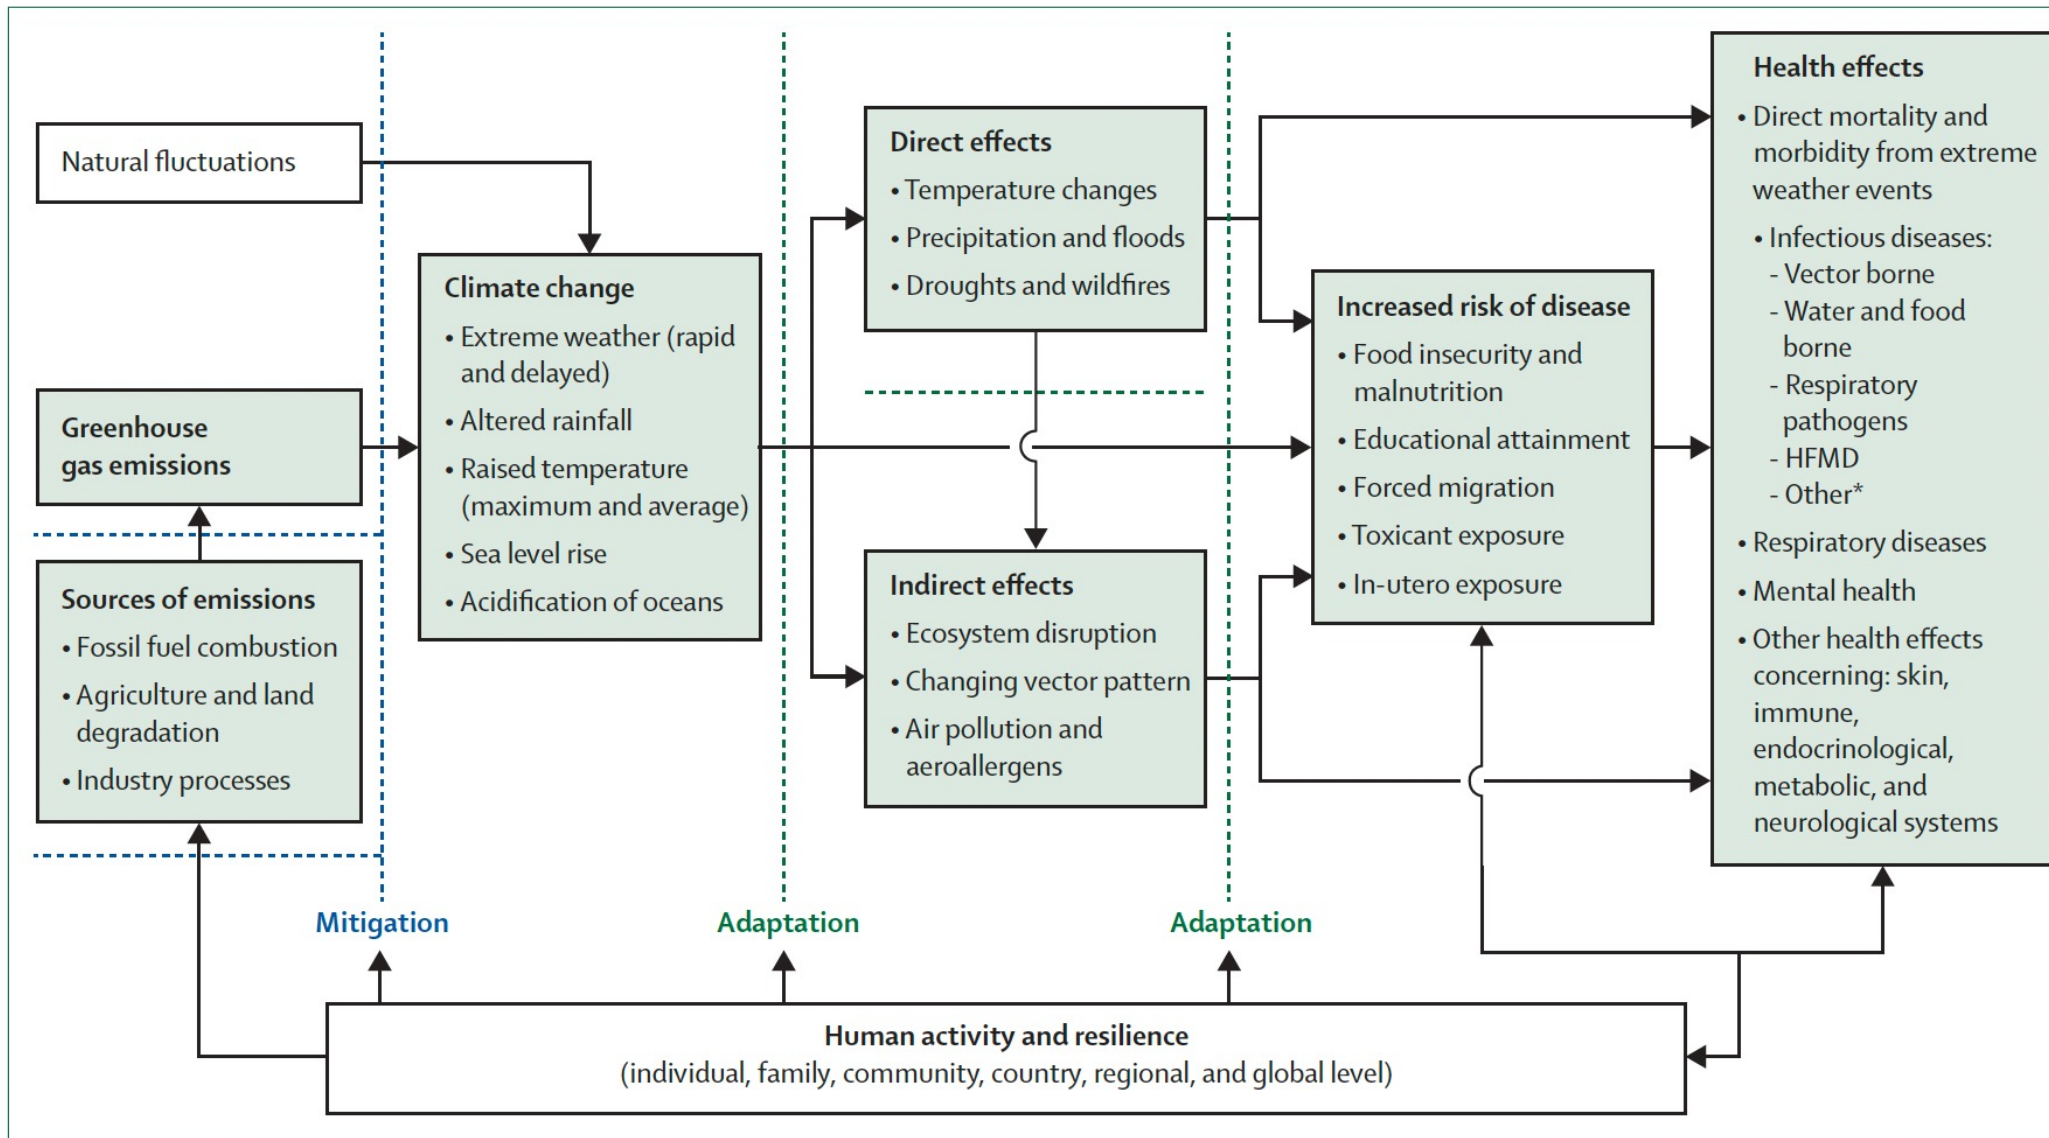 Natural fluctuations
Greenhouse
gas emissions
Sources of emissions
• Fossil fuel combustion
• Agriculture and land
degradation
• Industry processes
Climate change
• Extreme weather (rapid
and delayed)
• Altered rainfall
• Raised temperature
(maximum and average)
• Sea level rise
• Acidification of oceans
Direct effects
• Temperature changes
• Precipitation and floods
• Droughts and wildfires
Indirect effects
• Ecosystem disruption
• Changing vector pattern
• Air pollution and
aeroallergens
Increased risk of disease
• Food insecurity and
malnutrition
• Educational attainment
• Forced migration
• Toxicant exposure
• In-utero exposure
Health effects
• Direct mortality and
morbidity from extreme
weather events
• Infectious diseases:
- Vector borne
- Water and food
borne
- Respiratory
pathogens
- HFMD
- Other*
• Respiratory diseases
• Mental health
• Other health effects
concerning: skin,
immune,
endocrinological,
metabolic, and
neurological systems
Mitigation
Adaptation
Adaptation
Human activity and resilience
(individual, family, community, country, regional, and global level)